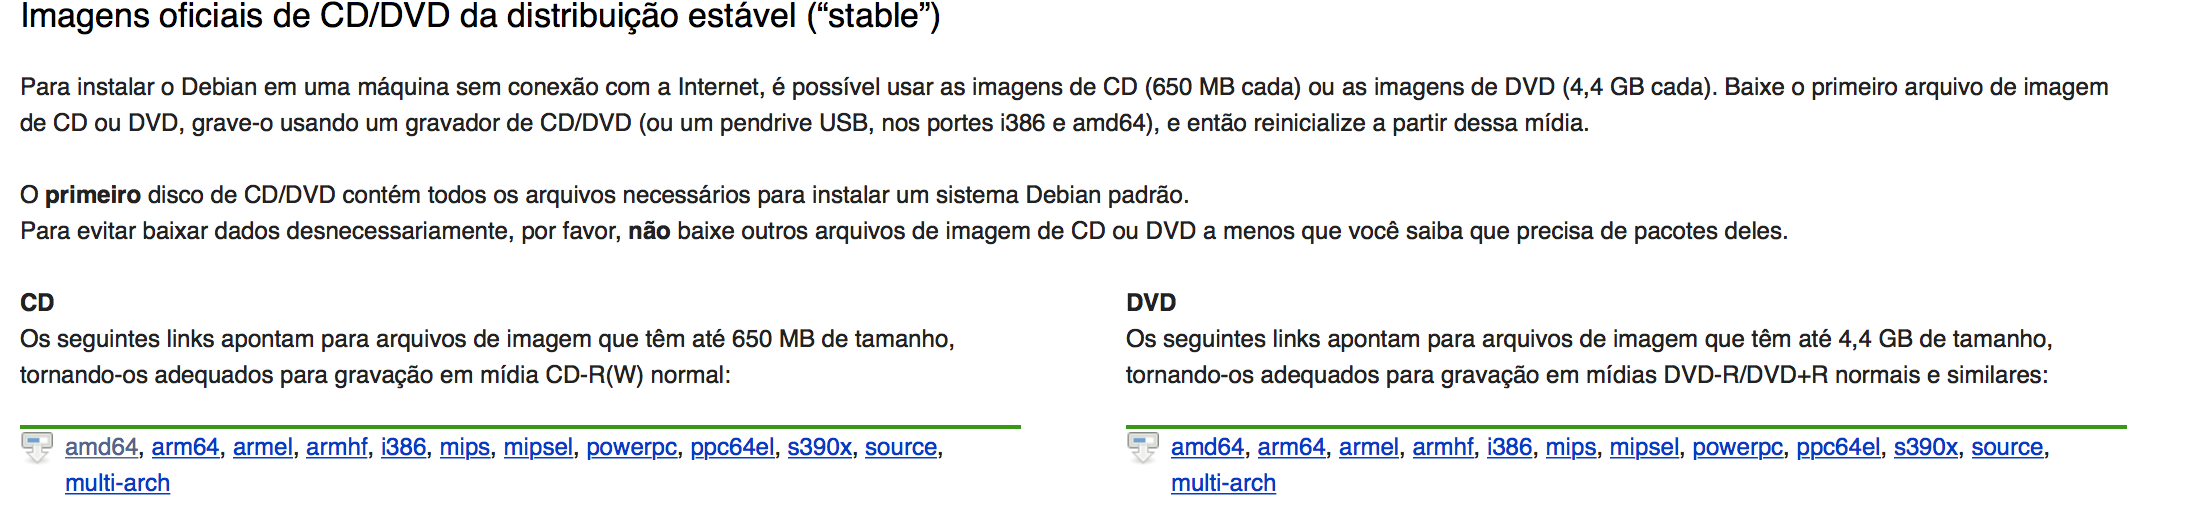 Imagens oficiais de CD/DVD da distribuição estável (“stable”)
Para instalar o Debian em uma máquina sem conexão com a Internet, é possível usar as imagens de CD (650 MB cada) ou as imagens de DVD (4,4 GB cada). Baixe o primeiro arquivo de imagem
de CD ou DVD, grave-o usando um gravador de CD/DVD (ou um pendrive USB, nos portes i386 e amd64), e então reinicialize a partir dessa mídia.
O primeiro disco de CD/DVD contém todos os arquivos necessários para instalar um sistema Debian padrão.
Para evitar baixar dados desnecessariamente, por favor, não baixe outros arquivos de imagem de CD ou DVD a menos que você saiba que precisa de pacotes deles.
CD
Os seguintes links apontam para arquivos de imagem que têm até 650 MB de tamanho,
tornando-os adequados para gravação em mídia CD-R(W) normal:
amd64, arm64, armel, armhf, i386, mips, mipsel, powerpc, ppc64el, s390x, source,
multi-arch
DVD
Os seguintes links apontam para arquivos de imagem que têm até 4,4 GB de tamanho,
tornando-os adequados para gravação em mídias DVD-R/DVD+R normais e similares:
amd64, arm64, armel, armhf, i386, mips, mipsel, powerpc, ppc64el, s390x, source,
multi-arch